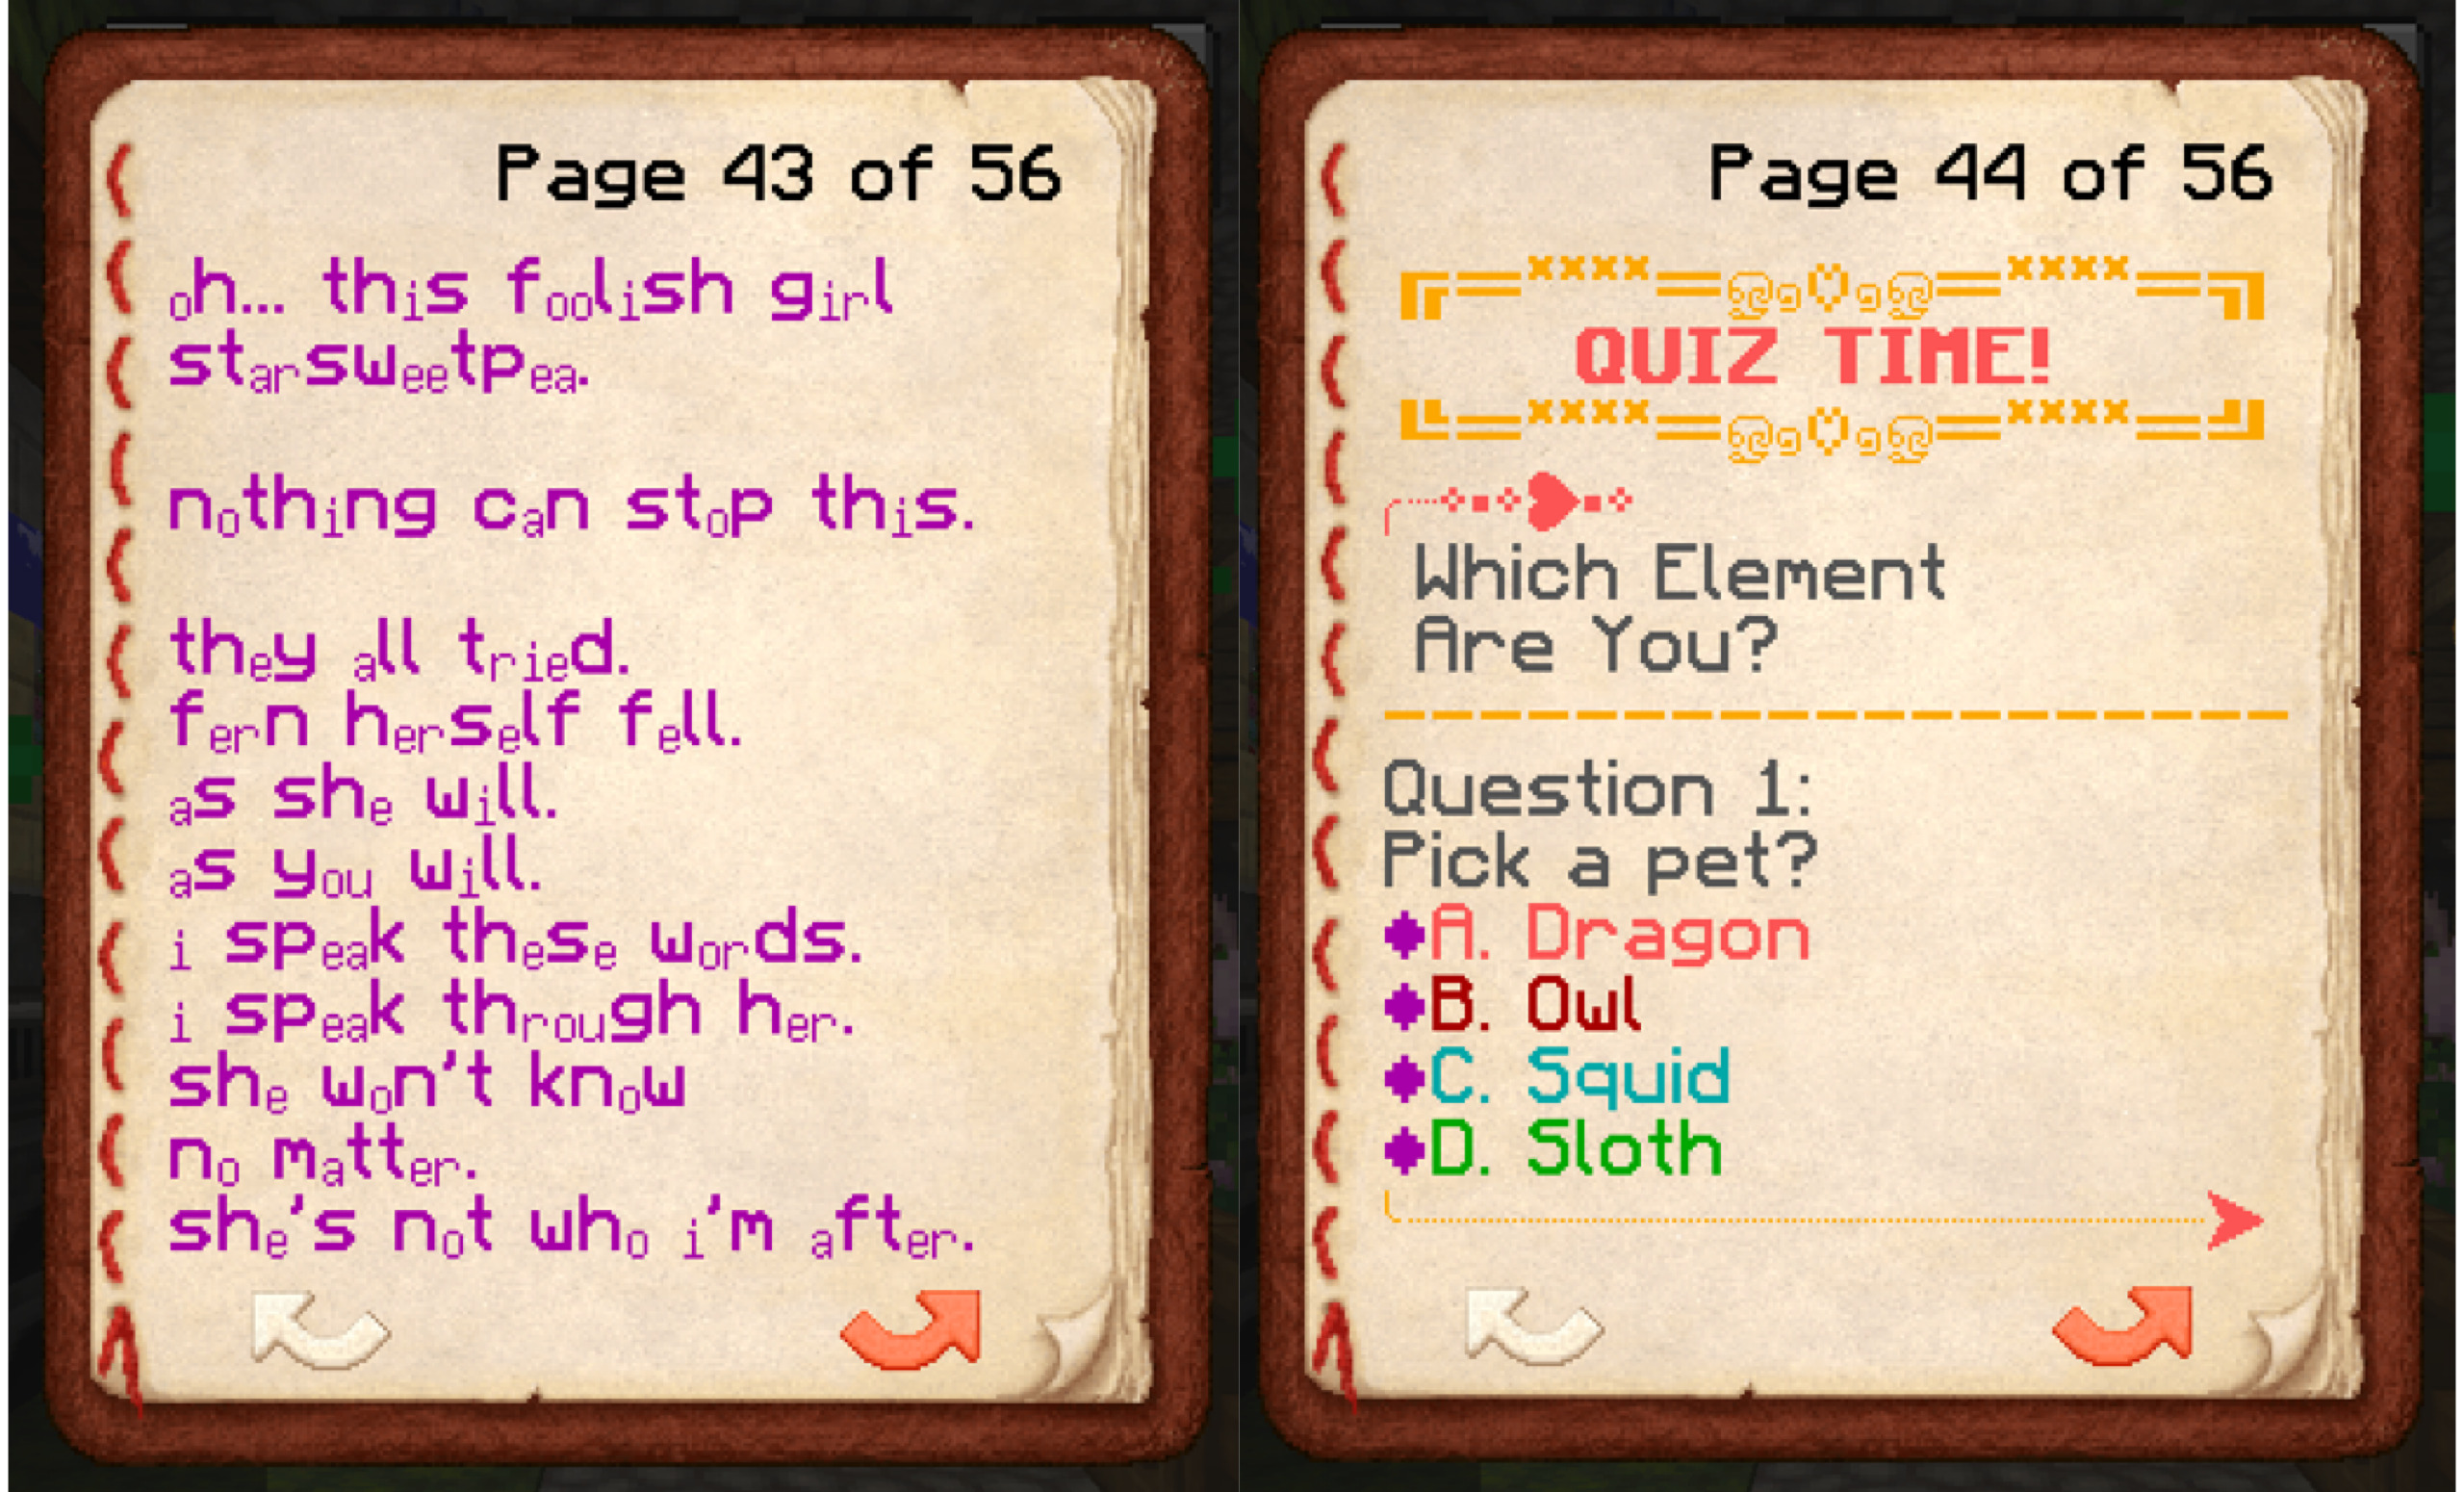 Page 43 of 56
ₒh... thᵢs fₒₒlᵢsh gᵢᵣl
stₐᵣswₑₑtpₑₐ.
nₒthᵢng cₐn stₒp thᵢs.
thₑy ₐll tᵣᵢₑd.
fₑᵣn hₑᵣsₑlf fₑll.
ₐs shₑ wᵢll.
ₐs yₒᵤ wᵢll.
ᵢ spₑₐk thₑsₑ wₒᵣds.
ᵢ spₑₐk thᵣₒᵤgh hₑᵣ.
shₑ wₒn't knₒw
nₒ mₐttₑᵣ.
shₑ's nₒt whₒ ᵢ'm ₐftₑᵣ.
Page 44 of 56
QUIZ TIME!
Which Element
Are You?
Question 1:
Pick a pet?
A. Dragon
B. Owl
C. Squid
D. Sloth